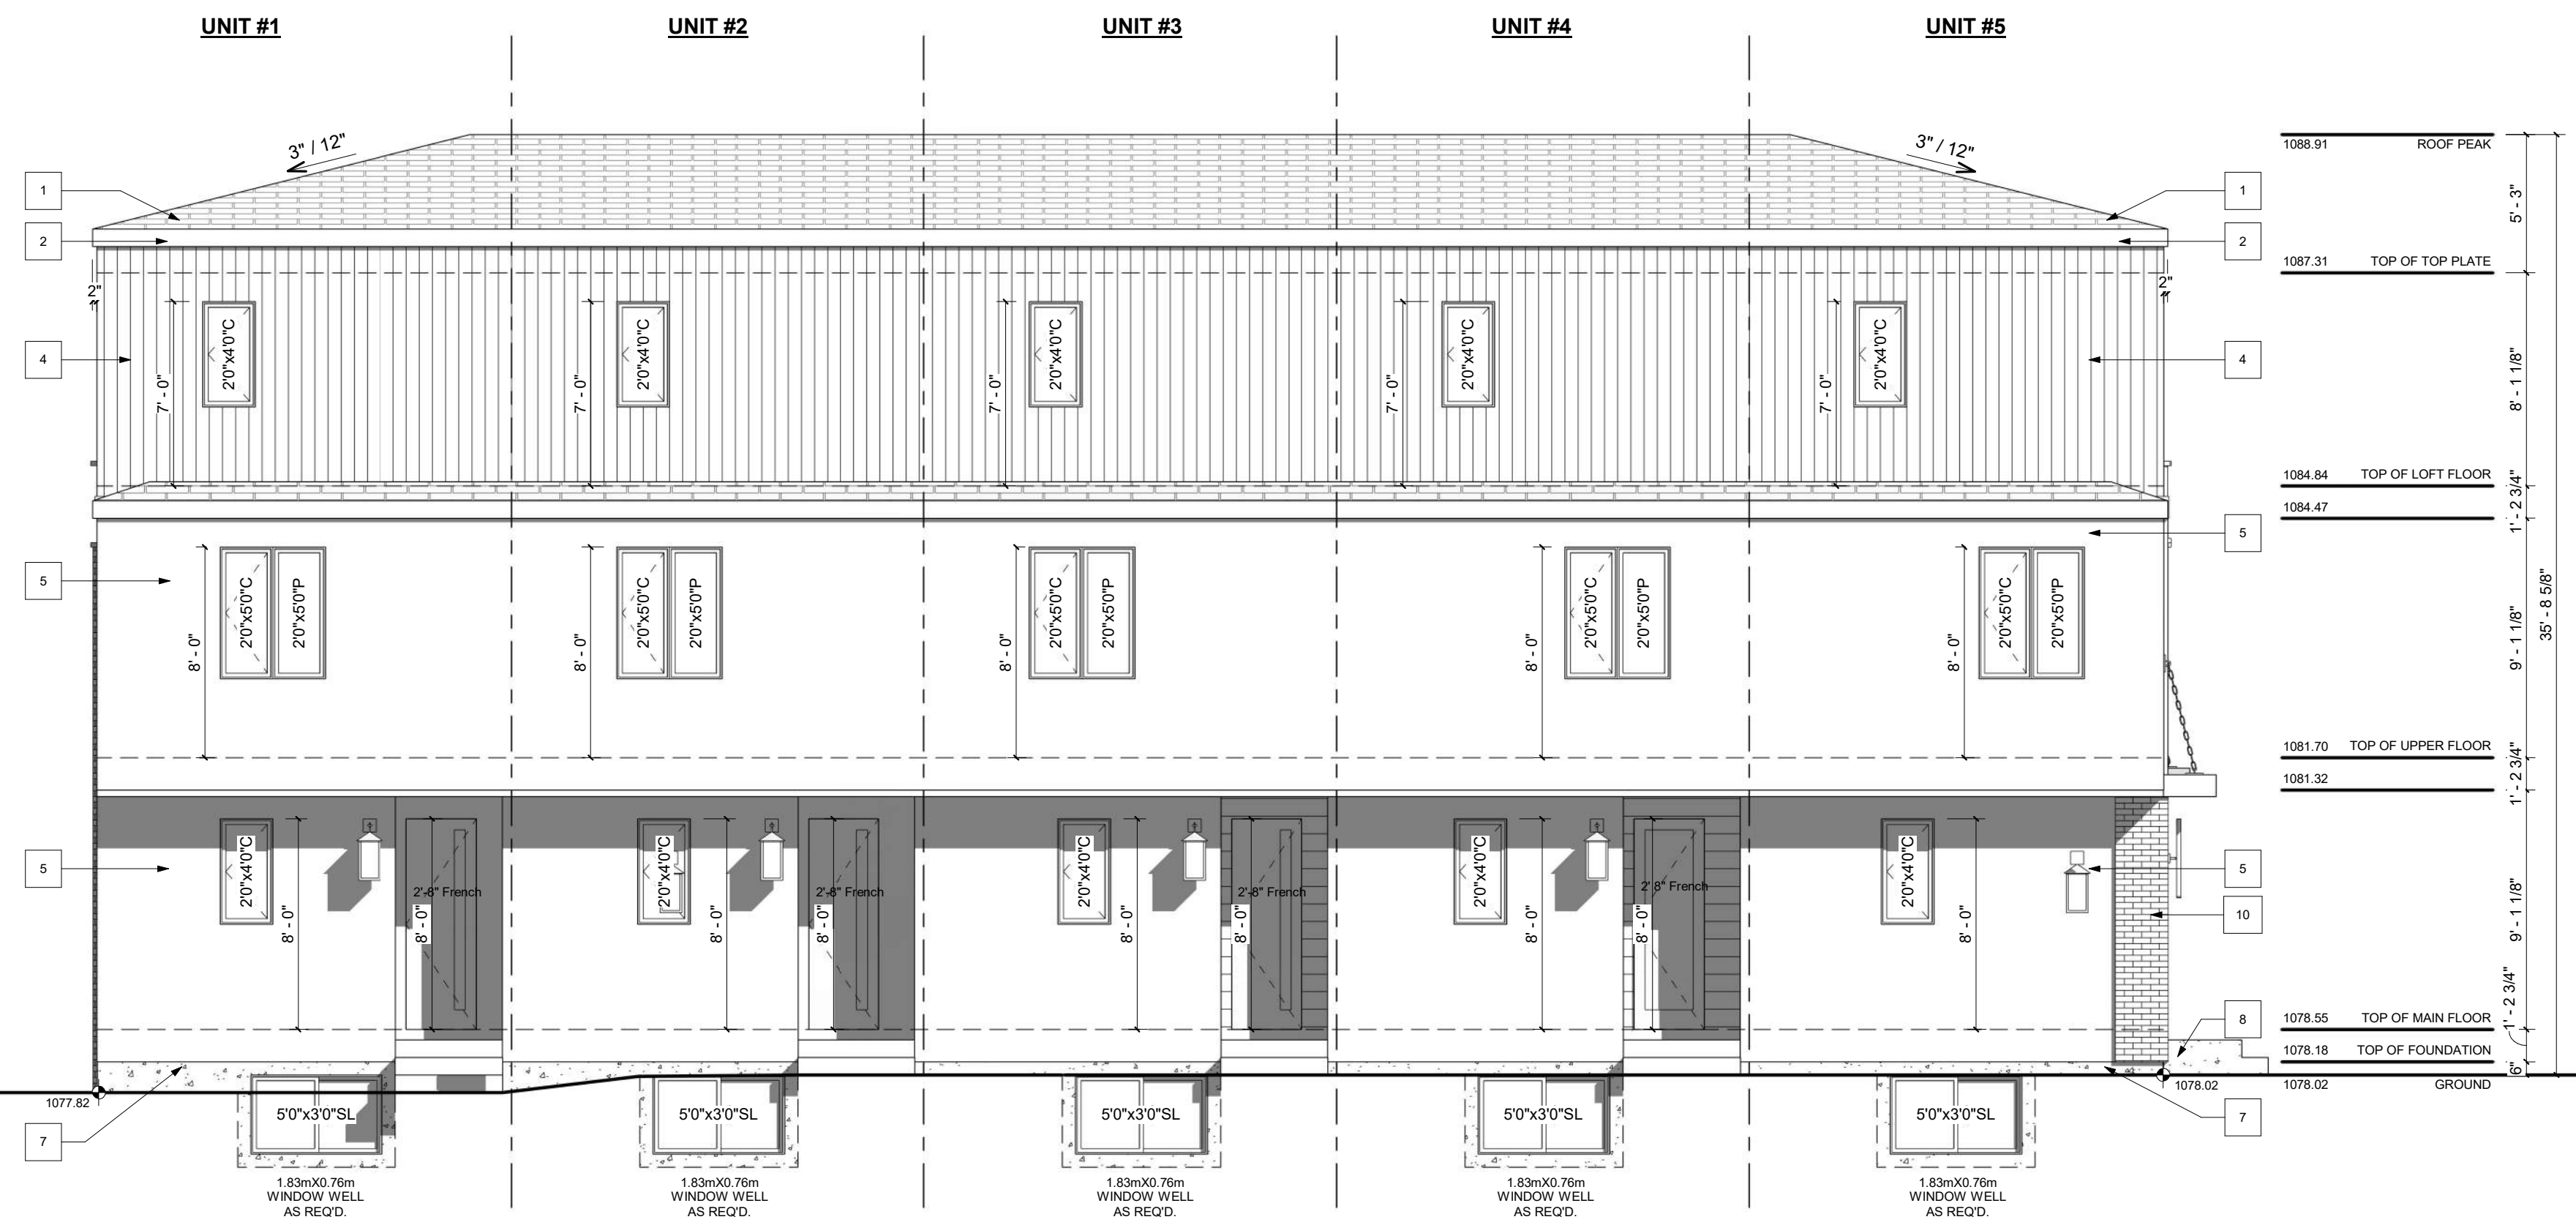 UNIT #1
UNIT #2
UNIT #3
UNIT #4
UNIT #5
3" / 12"
3" / 12"
1088.91 ROOF PEAK
1
1
5' - 3"
2
2
1087.31 TOP OF TOP PLATE
2"
2"
2'0"x4'0"C
2'0"x4'0"C
2'0"x4'0"C
2'0"x4'0"C
2'0"x4'0"C
4
4
7' - 0"
7' - 0"
7' - 0"
7' - 0"
7' - 0"
8' - 1 1/8"
1084.84 TOP OF LOFT FLOOR
1' - 2 3/4"
1084.47
5
5
2'0"x5'0"C
2'0"x5'0"P
2'0"x5'0"C
2'0"x5'0"P
2'0"x5'0"C
2'0"x5'0"P
2'0"x5'0"C
2'0"x5'0"P
2'0"x5'0"C
2'0"x5'0"P
8' - 0"
8' - 0"
8' - 0"
8' - 0"
8' - 0"
9' - 1 1/8"
35' - 8 5/8"
1081.70 TOP OF UPPER FLOOR
1' - 2 3/4"
1081.32
5
5
2'0"x4'0"C
2'0"x4'0"C
2'0"x4'0"C
2'0"x4'0"C
2'0"x4'0"C
2'-8" French
2'-8" French
2'-8" French
2' 8" French
8' - 0"
8' - 0"
8' - 0"
8' - 0"
8' - 0"
8' - 0"
8' - 0"
8' - 0"
8' - 0"
10
9' - 1 1/8"
1' - 2 3/4"
8
1078.55 TOP OF MAIN FLOOR
1078.18 TOP OF FOUNDATION
6"
1077.82
1078.02
1078.02 GROUND
7
7
5'0"x3'0"SL
5'0"x3'0"SL
5'0"x3'0"SL
5'0"x3'0"SL
5'0"x3'0"SL
1.83mX0.76m
WINDOW WELL
AS REQ'D.
1.83mX0.76m
WINDOW WELL
AS REQ'D.
1.83mX0.76m
WINDOW WELL
AS REQ'D.
1.83mX0.76m
WINDOW WELL
AS REQ'D.
1.83mX0.76m
WINDOW WELL
AS REQ'D.